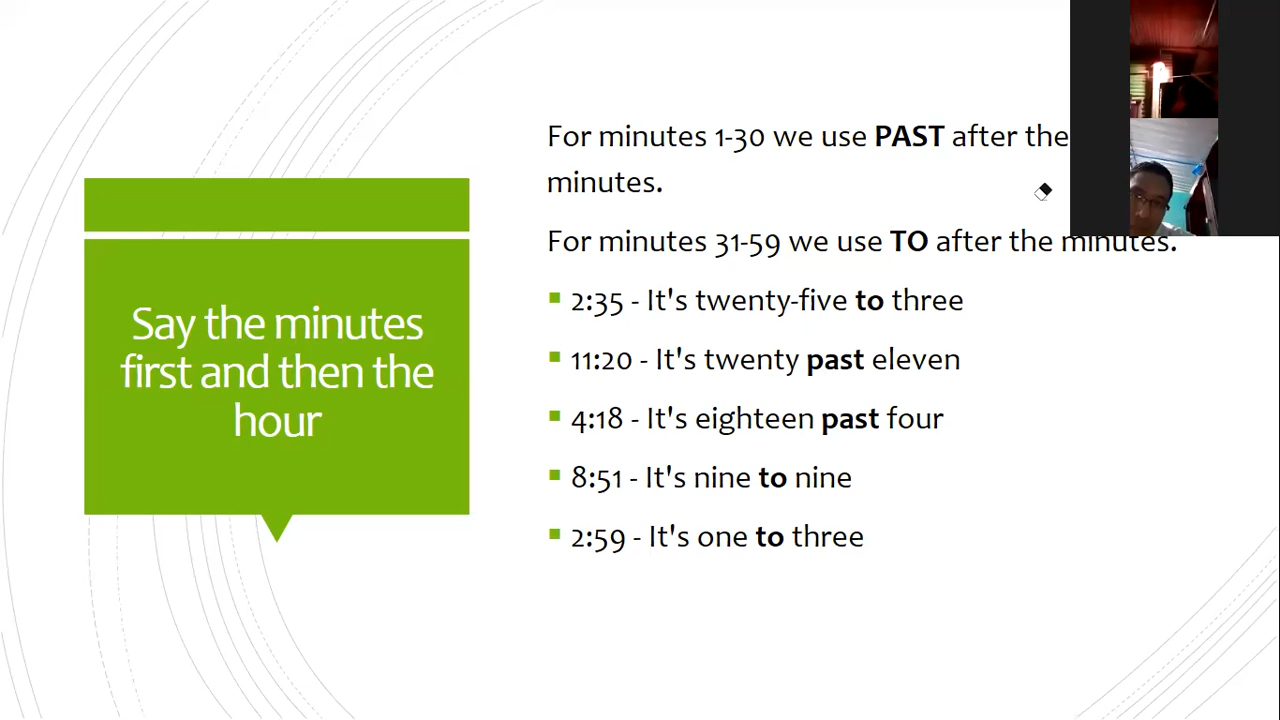 Say the minutes
first and then the
hour
For minutes 1-30 we use PAST after the
minutes.
For minutes 31-59 we use TO after the minutes.
2:35 - It's twenty-five to three
11:20 - It's twenty past eleven
4:18 - It's eighteen past four
8:51 - It's nine to nine
2:59 - It's one to three